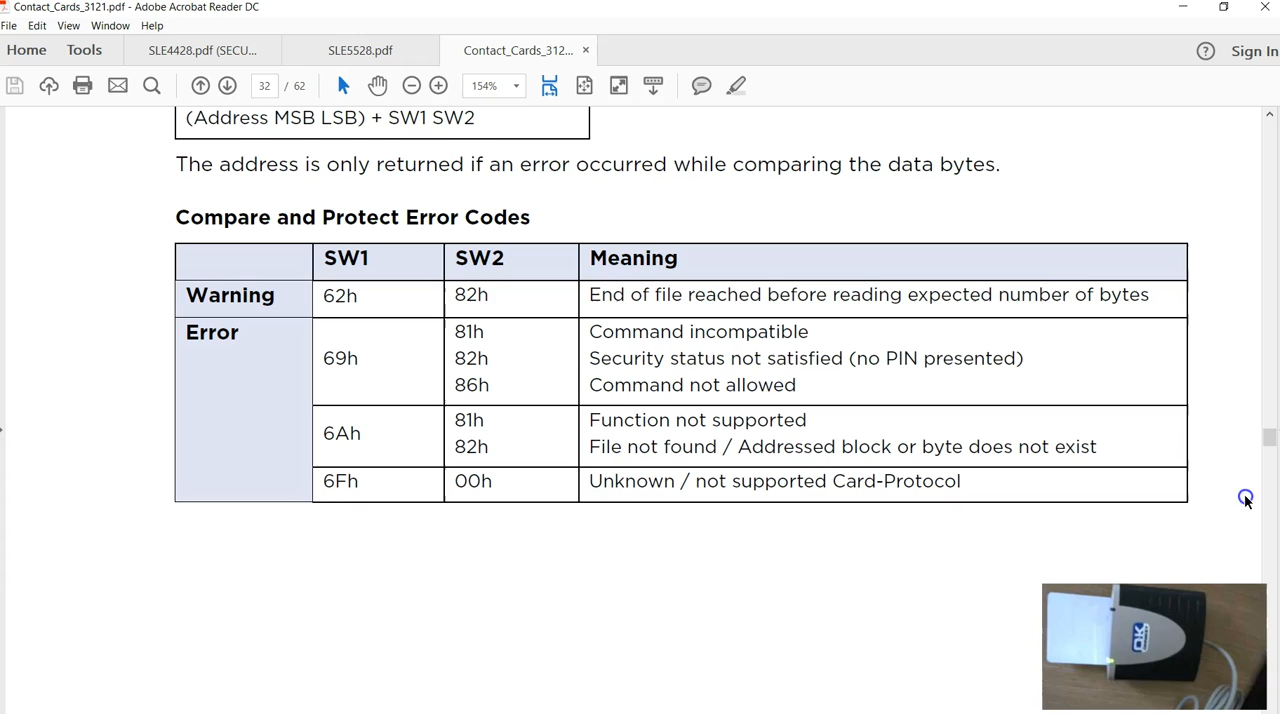 Contact_Cards_3121.pdf - Adobe Acrobat Reader DC
File Edit View Window Help
Home Tools SLE4428.pdf (SECU... SLE5528.pdf Contact_Cards_312... × ? Sign In
32 / 62 154%
(Address MSB LSB) + SW1 SW2
The address is only returned if an error occurred while comparing the data bytes.
Compare and Protect Error Codes
SW1 SW2 Meaning
Warning 62h 82h End of file reached before reading expected number of bytes
Error 69h 81h Command incompatible
82h Security status not satisfied (no PIN presented)
86h Command not allowed
6Ah 81h Function not supported
82h File not found / Addressed block or byte does not exist
6Fh 00h Unknown / not supported Card-Protocol